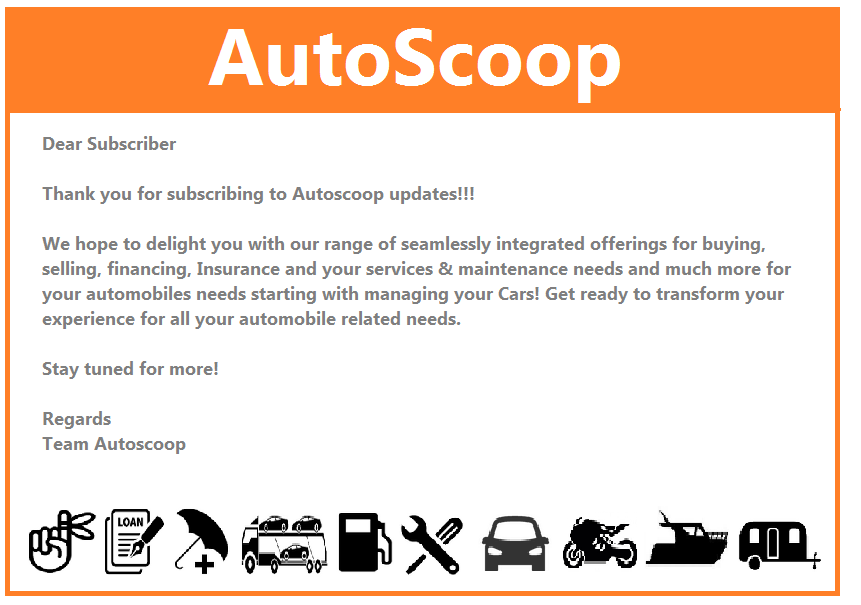 AutoScoop
Dear Subscriber
Thank you for subscribing to Autoscoop updates!!!
We hope to delight you with our range of seamlessly integrated offerings for buying,
selling, financing, Insurance and your services & maintenance needs and much more for
your automobiles needs starting with managing your Cars! Get ready to transform your
experience for all your automobile related needs.
Stay tuned for more!
Regards
Team Autoscoop
LOAN